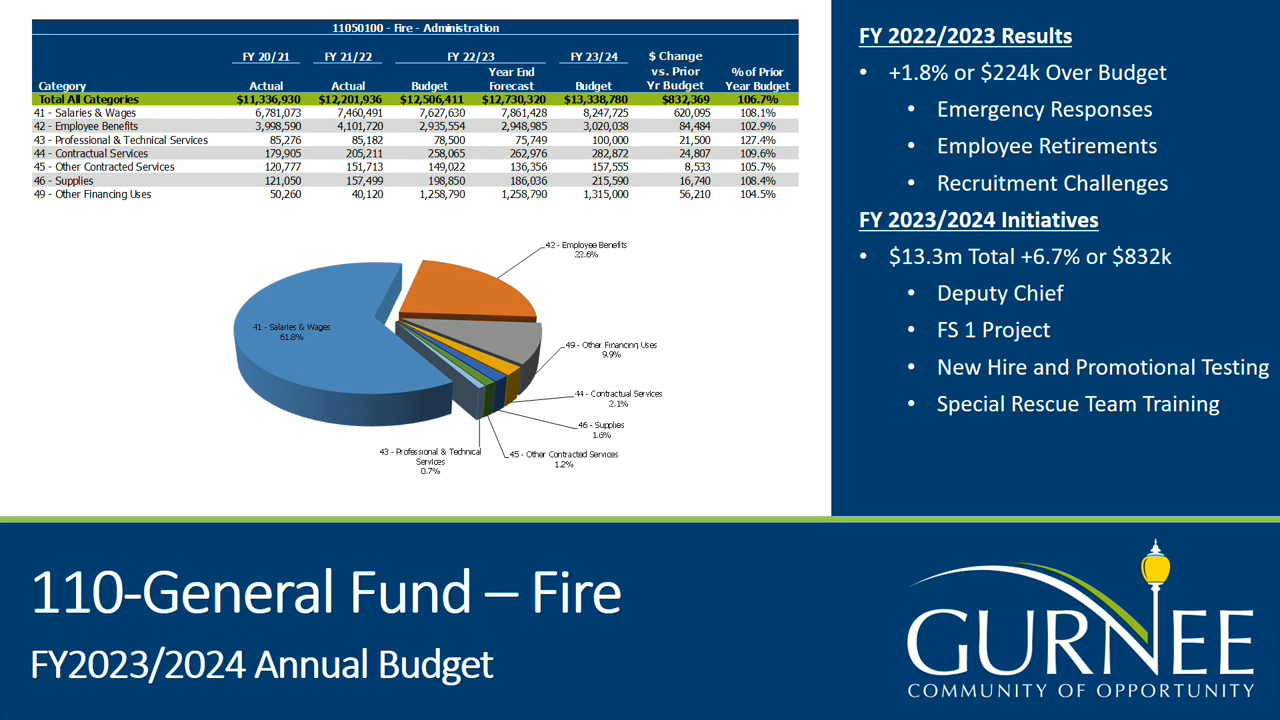 11050100 - Fire - Administration
FY 20/21 FY 21/22 FY 22/23 FY 23/24 $ Change
Year End vs. Prior % of Prior
Category Actual Actual Budget Forecast Budget Yr Budget Year Budget
Total All Categories $11,336,930 $12,201,936 $12,506,411 $12,730,320 $13,338,780 $832,369 106.7%
41 - Salaries & Wages 6,781,073 7,460,491 7,627,630 7,861,428 8,247,725 620,095 108.1%
42 - Employee Benefits 3,998,590 4,101,720 2,935,554 2,948,985 3,020,038 84,484 102.9%
43 - Professional & Technical Services 85,276 85,182 78,500 75,749 100,000 21,500 127.4%
44 - Contractual Services 179,905 205,211 258,065 262,976 282,872 24,807 109.6%
45 - Other Contracted Services 120,777 151,713 149,022 136,356 157,555 8,533 105.7%
46 - Supplies 121,050 157,499 198,850 186,036 215,590 16,740 108.4%
49 - Other Financing Uses 50,260 40,120 1,258,790 1,258,790 1,315,000 56,210 104.5%
42 - Employee Benefits
22.6%
41 - Salaries & Wages
61.8%
49 - Other Financing Uses
9.9%
44 - Contractual Services
2.1%
46 - Supplies
1.6%
43 - Professional & Technical
Services
0.7%
45 - Other Contracted Services
1.2%
FY 2022/2023 Results
• +1.8% or $224k Over Budget
• Emergency Responses
• Employee Retirements
• Recruitment Challenges
FY 2023/2024 Initiatives
• $13.3m Total +6.7% or $832k
• Deputy Chief
• FS 1 Project
• New Hire and Promotional Testing
• Special Rescue Team Training
110-General Fund – Fire
FY2023/2024 Annual Budget
GURNEE
COMMUNITY OF OPPORTUNITY